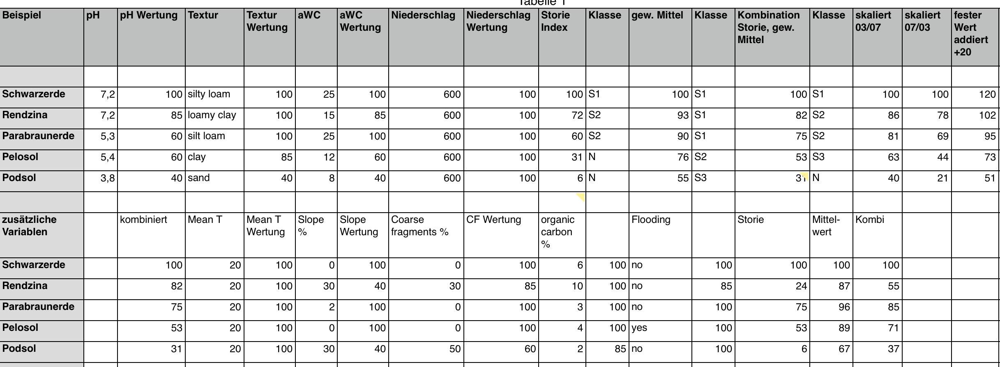 Tabelle 1
Beispiel pH pH Wertung Textur Textur Wertung aWC aWC Wertung Niederschlag Niederschlag Wertung Storie Index Klasse gew. Mittel Klasse Kombination Storie, gew. Mittel Klasse skaliert 03/07 skaliert 07/03 fester Wert addiert +20
Schwarzerde 7,2 100 silty loam 100 25 100 600 100 100 S1 100 S1 100 S1 100 100 120
Rendzina 7,2 85 loamy clay 100 15 85 600 100 72 S2 93 S1 82 S2 86 78 102
Parabraunerde 5,3 60 silt loam 100 25 100 600 100 60 S2 90 S1 75 S2 81 69 95
Pelosol 5,4 60 clay 85 12 60 600 100 31 N 76 S2 53 S3 63 44 73
Podsol 3,8 40 sand 40 8 40 600 100 6 N 55 S3 31 N 40 21 51
zusätzliche Variablen kombiniert Mean T Mean T Wertung Slope % Slope Wertung Coarse fragments % CF Wertung organic carbon % Flooding Storie Mittel-wert Kombi
Schwarzerde 100 20 100 0 100 0 100 6 100 no 100 100 100 100
Rendzina 82 20 100 30 40 30 85 10 100 no 85 24 87 55
Parabraunerde 75 20 100 2 100 0 100 3 100 no 100 75 96 85
Pelosol 53 20 100 0 100 0 100 4 100 yes 100 53 89 71
Podsol 31 20 100 30 40 50 60 2 85 no 100 6 67 37